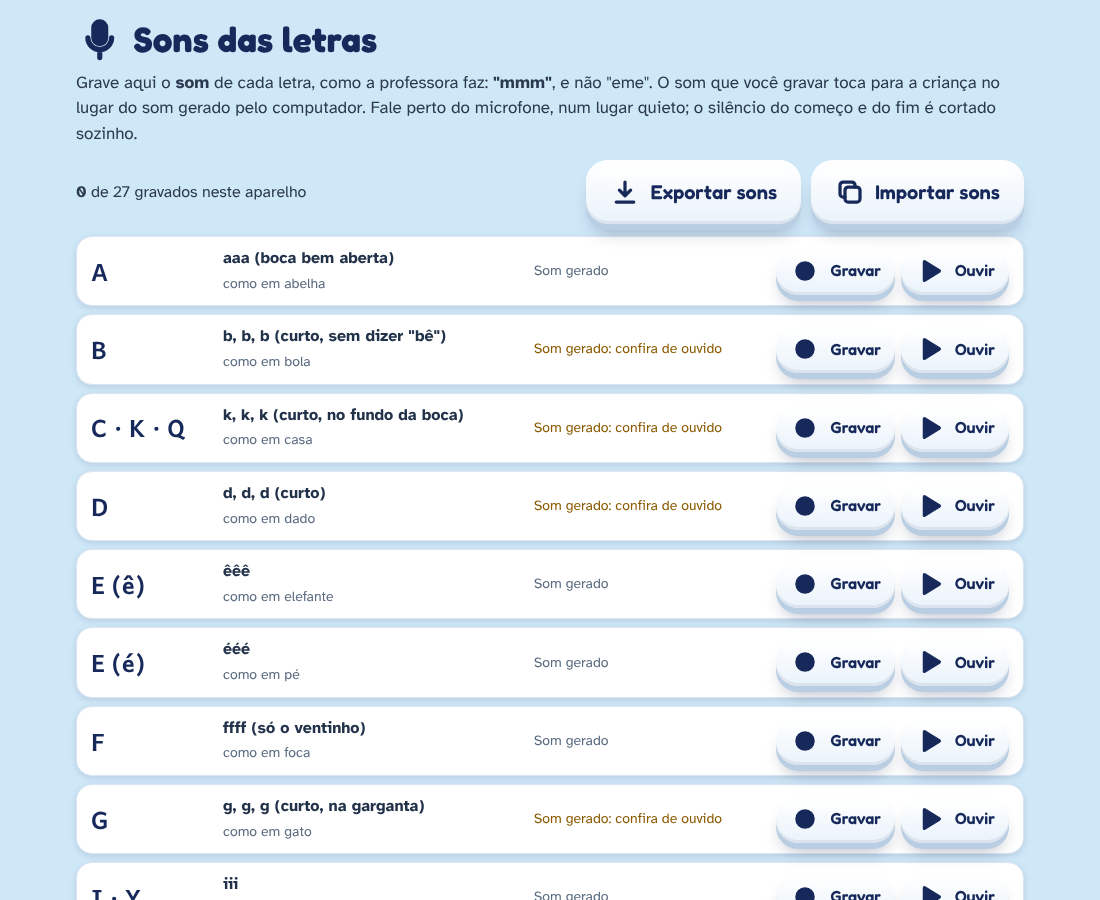 Sons das letras
Grave aqui o som de cada letra, como a professora faz: "mmm", e não "eme". O som que você gravar toca para a criança no
lugar do som gerado pelo computador. Fale perto do microfone, num lugar quieto; o silêncio do começo e do fim é cortado
sozinho.
0 de 27 gravados neste aparelho
Exportar sons
Importar sons
A
aaa (boca bem aberta)
como em abelha
Som gerado
Gravar
Ouvir
B
b, b, b (curto, sem dizer "bê")
como em bola
Som gerado: confira de ouvido
Gravar
Ouvir
C · K · Q
k, k, k (curto, no fundo da boca)
como em casa
Som gerado: confira de ouvido
Gravar
Ouvir
D
d, d, d (curto)
como em dado
Som gerado: confira de ouvido
Gravar
Ouvir
E (ê)
êêê
como em elefante
Som gerado
Gravar
Ouvir
E (é)
ééé
como em pé
Som gerado
Gravar
Ouvir
F
ffff (só o ventinho)
como em foca
Som gerado
Gravar
Ouvir
G
g, g, g (curto, na garganta)
como em gato
Som gerado: confira de ouvido
Gravar
Ouvir
I · Y
iii
Som gerado
Gravar
Ouvir